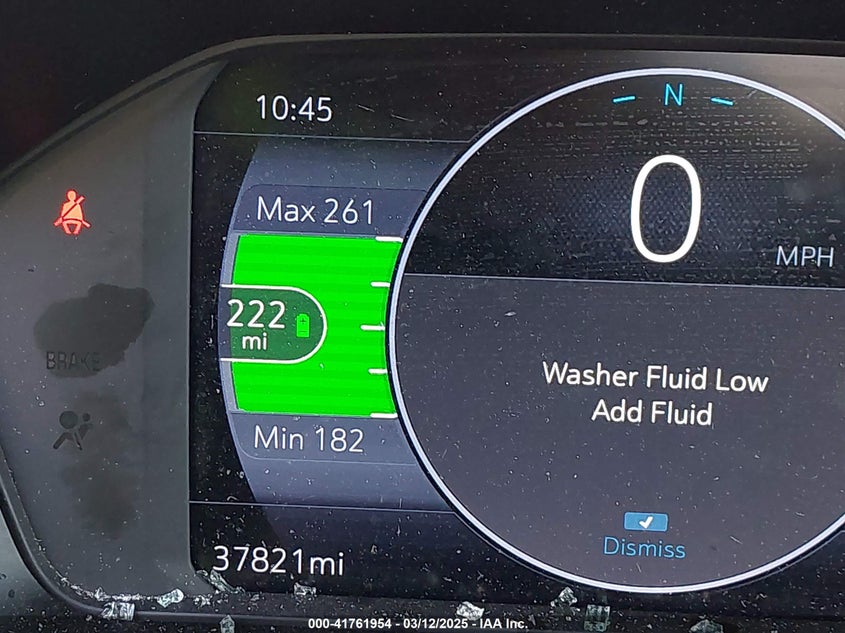 10:45
N
0
MPH
Max 261
222
mi
BRAKE
Min 182
Washer Fluid Low
Add Fluid
Dismiss
37821mi
000-41761954 - 03/12/2025 - IAA Inc.